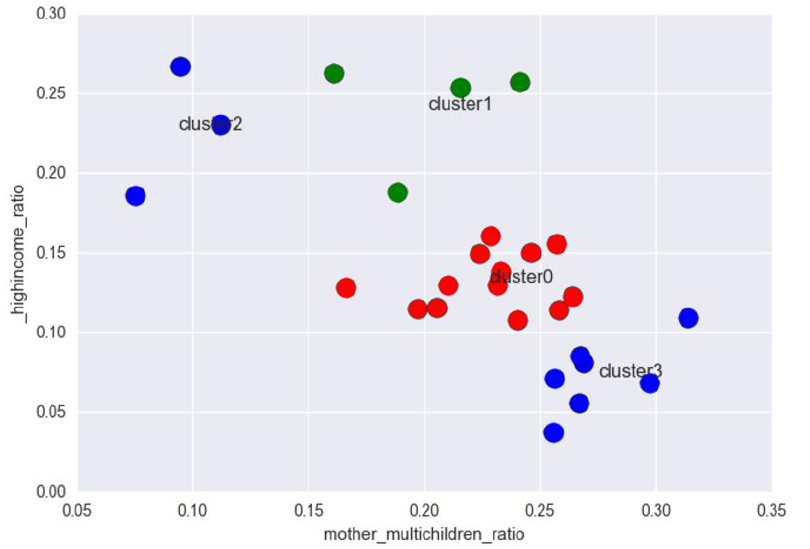 0.30
0.25
0.20
0.15
0.10
0.05
0.00
_highincome_ratio
cluster1
cluster2
cluster0
cluster3
0.05 0.10 0.15 0.20 0.25 0.30 0.35
mother_multichildren_ratio